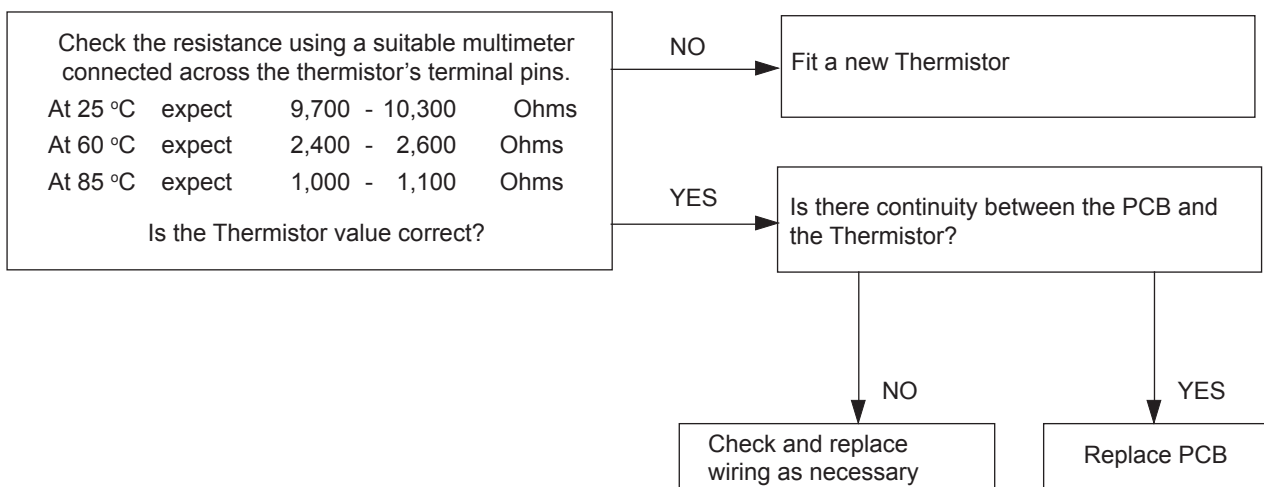 Check the resistance using a suitable multimeter
connected across the thermistor's terminal pins.
At 25 °C expect 9,700 - 10,300 Ohms
At 60 °C expect 2,400 - 2,600 Ohms
At 85 °C expect 1,000 - 1,100 Ohms
Is the Thermistor value correct?
NO
Fit a new Thermistor
YES
Is there continuity between the PCB and
the Thermistor?
NO
Check and replace
wiring as necessary
YES
Replace PCB